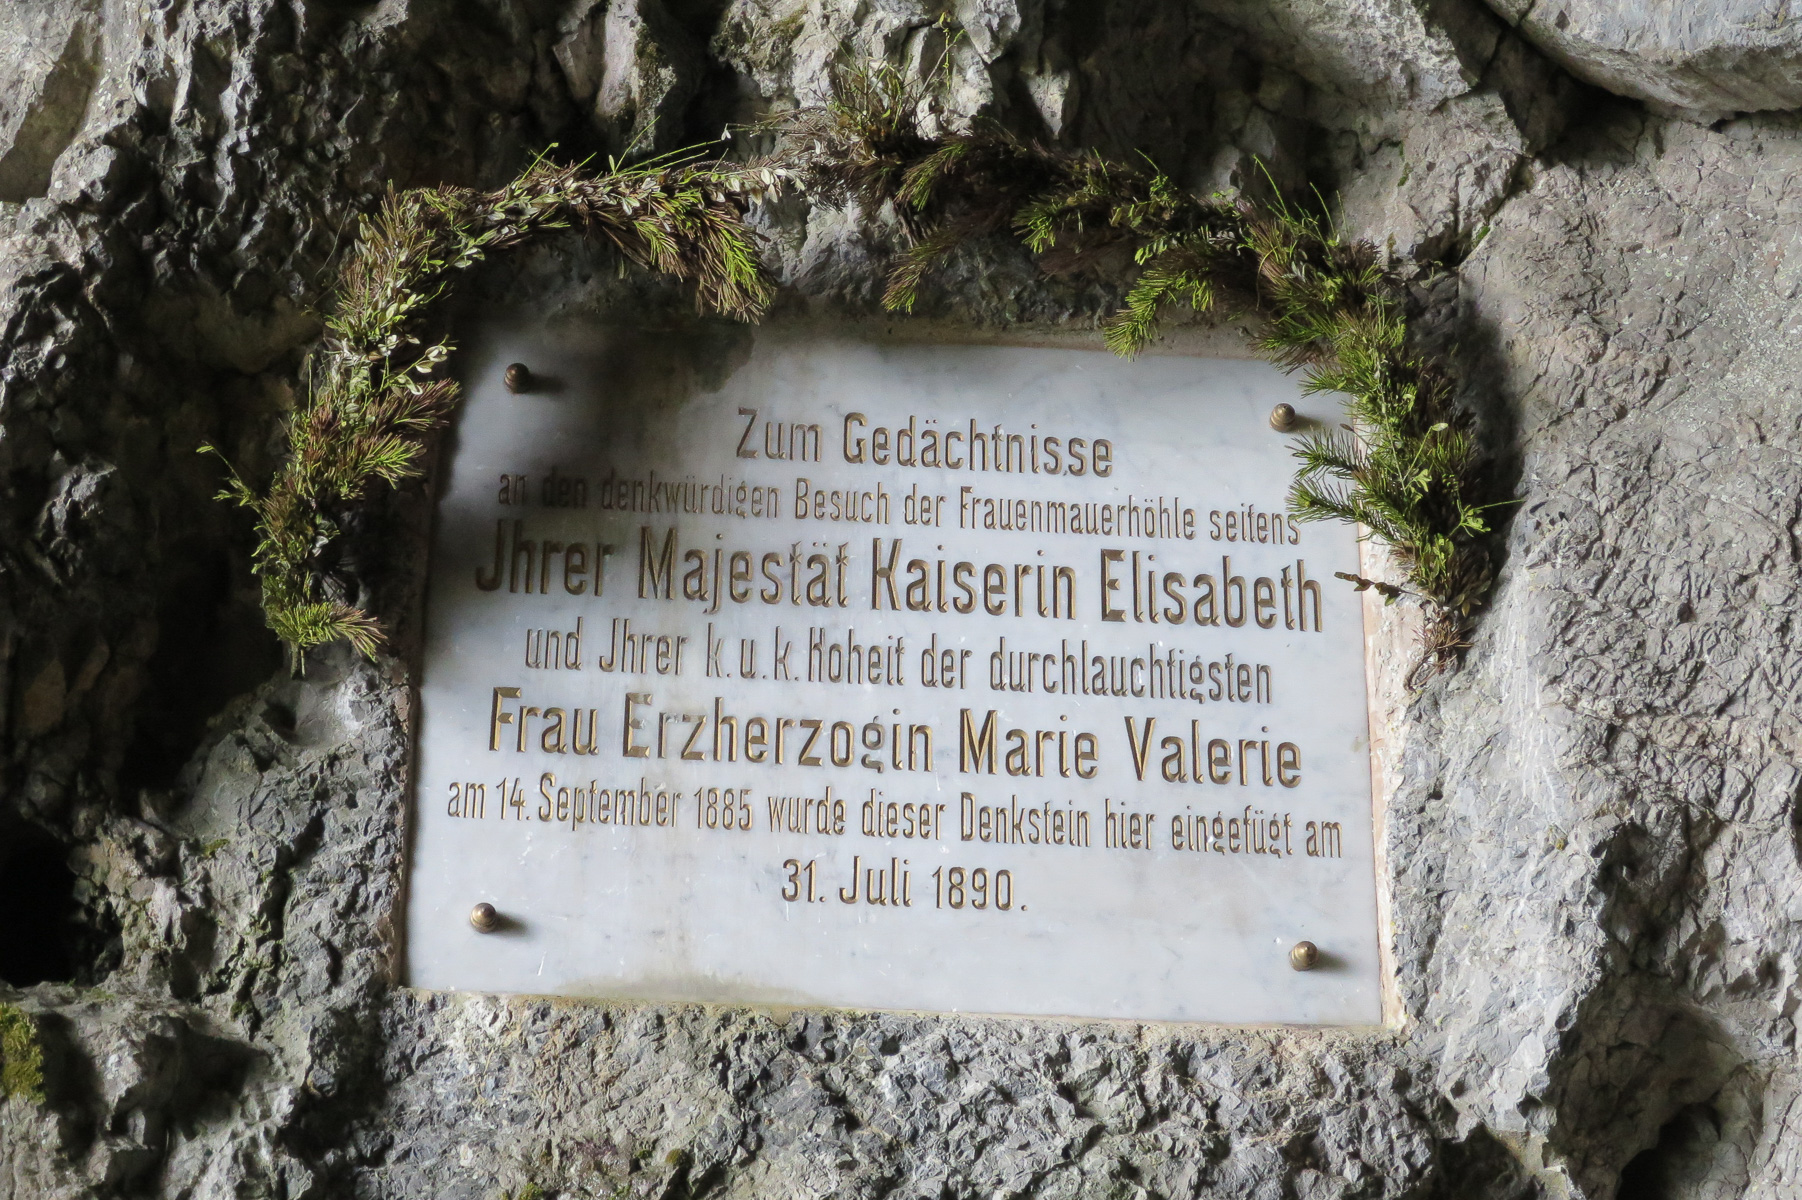 Zum Gedächtnisse
an den denkwürdigen Besuch der Frauenmauerhöhle seitens
Jhrer Majestät Kaiserin Elisabeth
und Jhrer k. u. k. Hoheit der durchlauchtigsten
Frau Erzherzogin Marie Valerie
am 14. September 1885 wurde dieser Denkstein hier eingefügt am
31. Juli 1890.